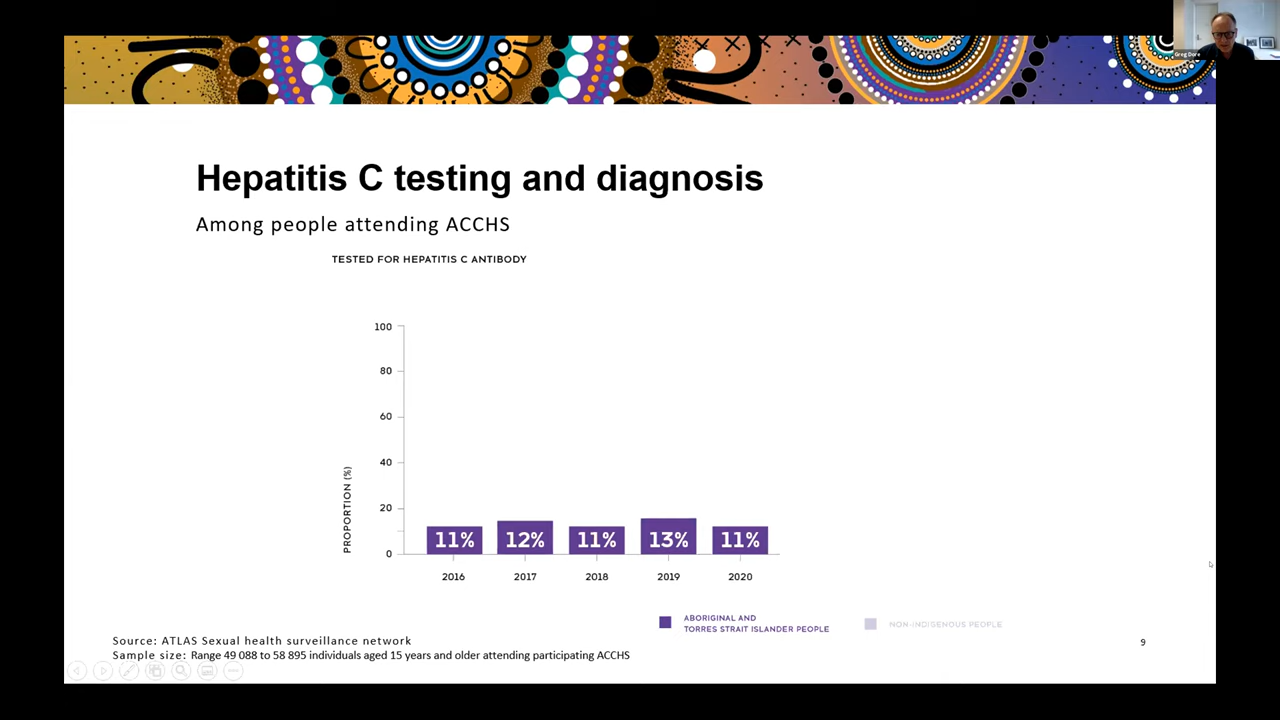 Greg Dore
Hepatitis C testing and diagnosis
Among people attending ACCHS
TESTED FOR HEPATITIS C ANTIBODY
PROPORTION (%)
100
80
60
40
20
0
11%
12%
11%
13%
11%
2016
2017
2018
2019
2020
ABORIGINAL AND
TORRES STRAIT ISLANDER PEOPLE
NON-INDIGENOUS PEOPLE
Source: ATLAS Sexual health surveillance network
Sample size: Range 49 088 to 58 895 individuals aged 15 years and older attending participating ACCHS
9